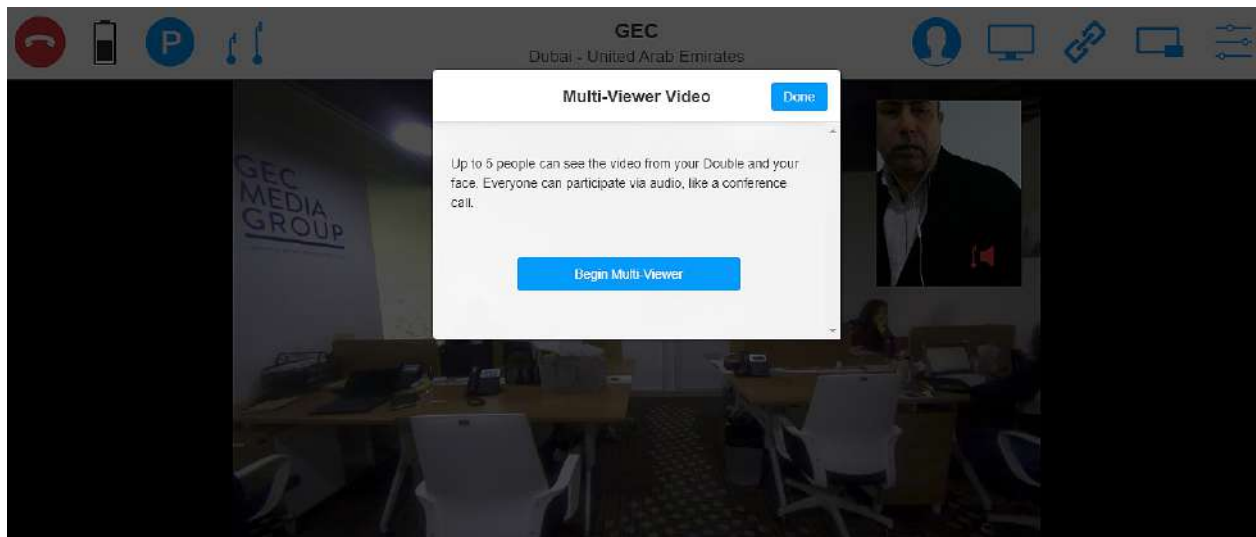 P
GEC
Dubai - United Arab Emirates
Multi-Viewer Video
Done
Up to 5 people can see the video from your Double and your
face. Everyone can participate via audio, like a conference
call.
Begin Multi-Viewer
GEC
MEDIA
GROUP